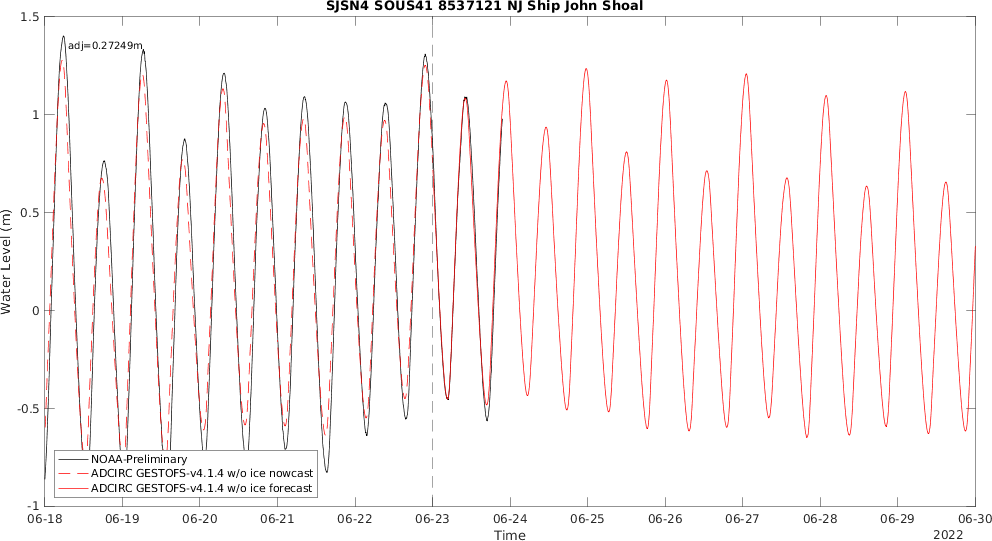 SJSN4 SOUS41 8537121 NJ Ship John Shoal
adj=0.27249m
1.5
1
0.5
0
-0.5
-1
Water Level (m)
NOAA-Preliminary
ADCIRC GESTOFS-v4.1.4 w/o ice nowcast
ADCIRC GESTOFS-v4.1.4 w/o ice forecast
06-18 06-19 06-20 06-21 06-22 06-23 06-24 06-25 06-26 06-27 06-28 06-29 06-30
Time
2022